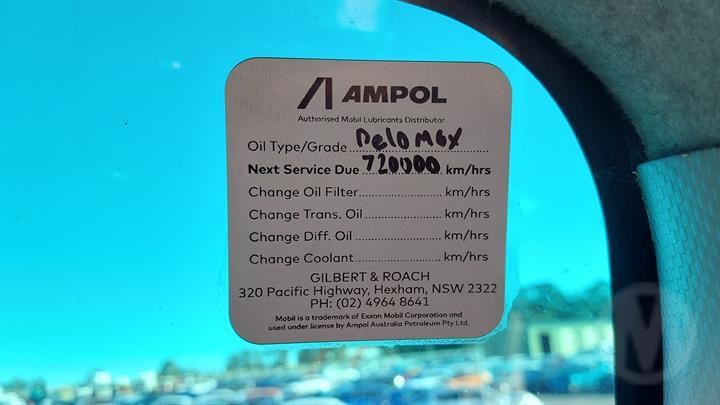 AMPOL
Authorised Mobil Lubricants Distributor
Oil Type/Grade Delo Max
Next Service Due 720000 km/hrs
Change Oil Filter km/hrs
Change Trans. Oil km/hrs
Change Diff. Oil km/hrs
Change Coolant km/hrs
GILBERT & ROACH
320 Pacific Highway, Hexham, NSW 2322
PH: (02) 4964 8641
Mobil is a trademark of Exxon Mobil Corporation and
used under license by Ampol Australia Petroleum Pty Ltd.
M